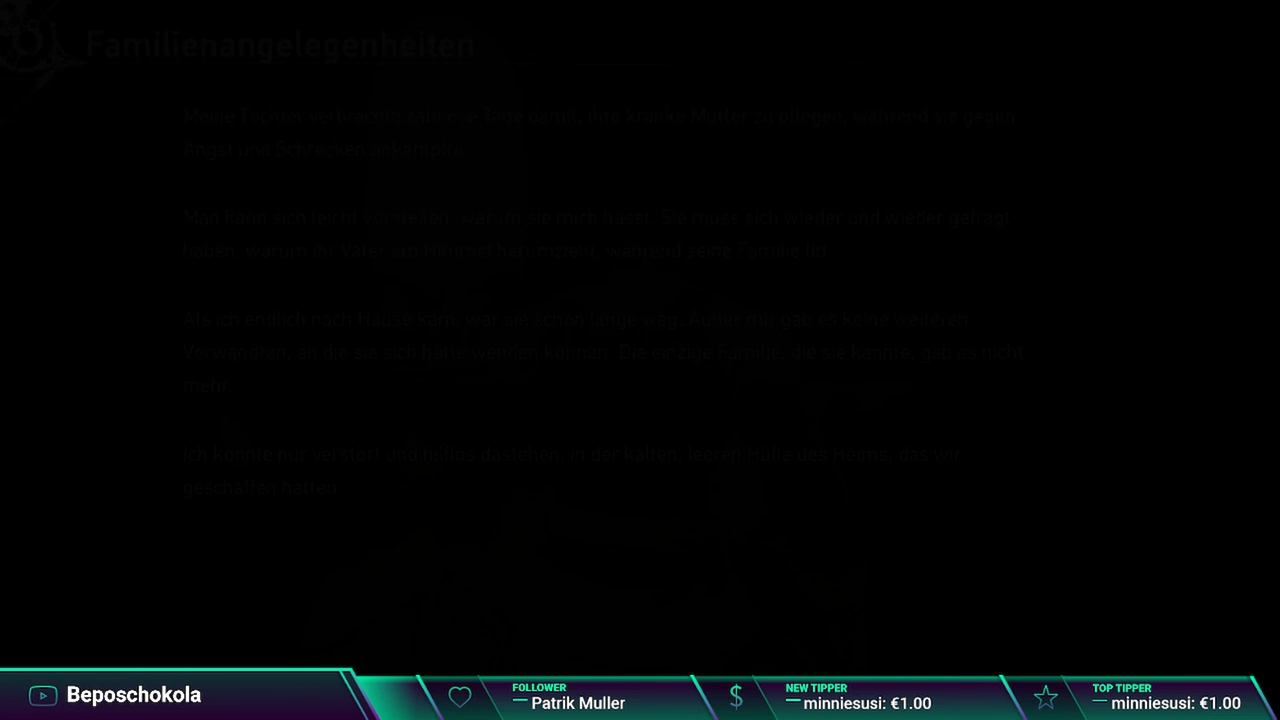 Familienangelegenheiten
Meine Tochter verbrachte mehrere Tage damit, ihre kranke Mutter zu pflegen, während sie gegen
Angst und Schrecken ankämpfte.
Man kann sich leicht vorstellen, warum sie mich hasst. Sie muss sich wieder und wieder gefragt
haben, warum ihr Vater am Himmel herumzieht, während seine Familie litt.
Als ich endlich nach Hause kam, war sie schon lange weg. Außer mir gab es keine weiteren
Verwandten, an die sie sich hätte wenden können. Die einzige Familie, die sie kannte, gab es nicht
mehr.
Ich konnte nur verstört und hilflos dastehen, in der kalten, leeren Hülle des Heims, das wir
geschaffen hatten.
Beposchokola
FOLLOWER
Patrik Muller
NEW TIPPER
minniesusi: €1.00
TOP TIPPER
minniesusi: €1.00